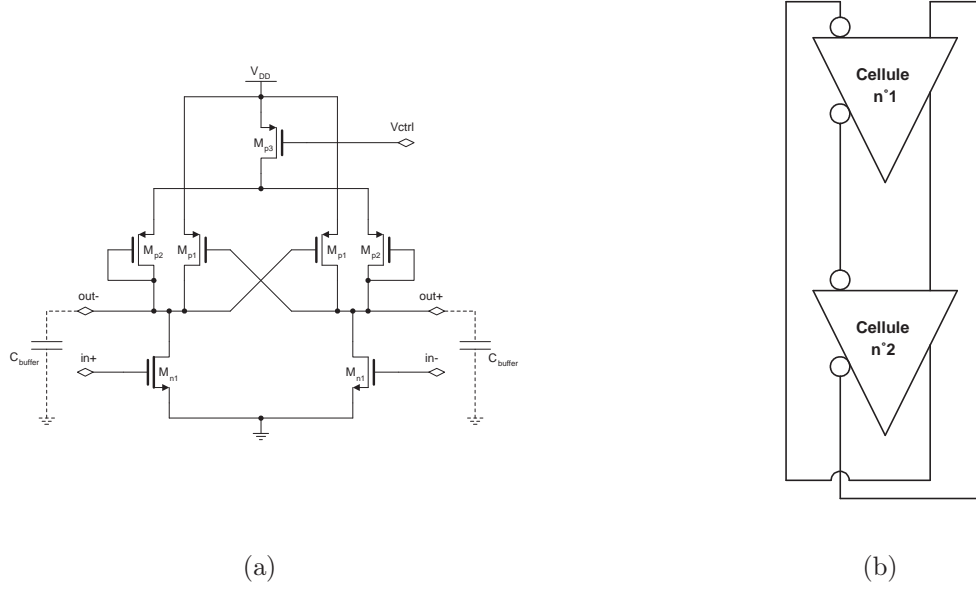 V_DD
Vctrl
M_p3
M_p2
M_p1
M_p1
M_p2
out-
out+
C_buffer
in+
M_n1
M_n1
in-
C_buffer
(a)
Cellule
n°1
Cellule
n°2
(b)